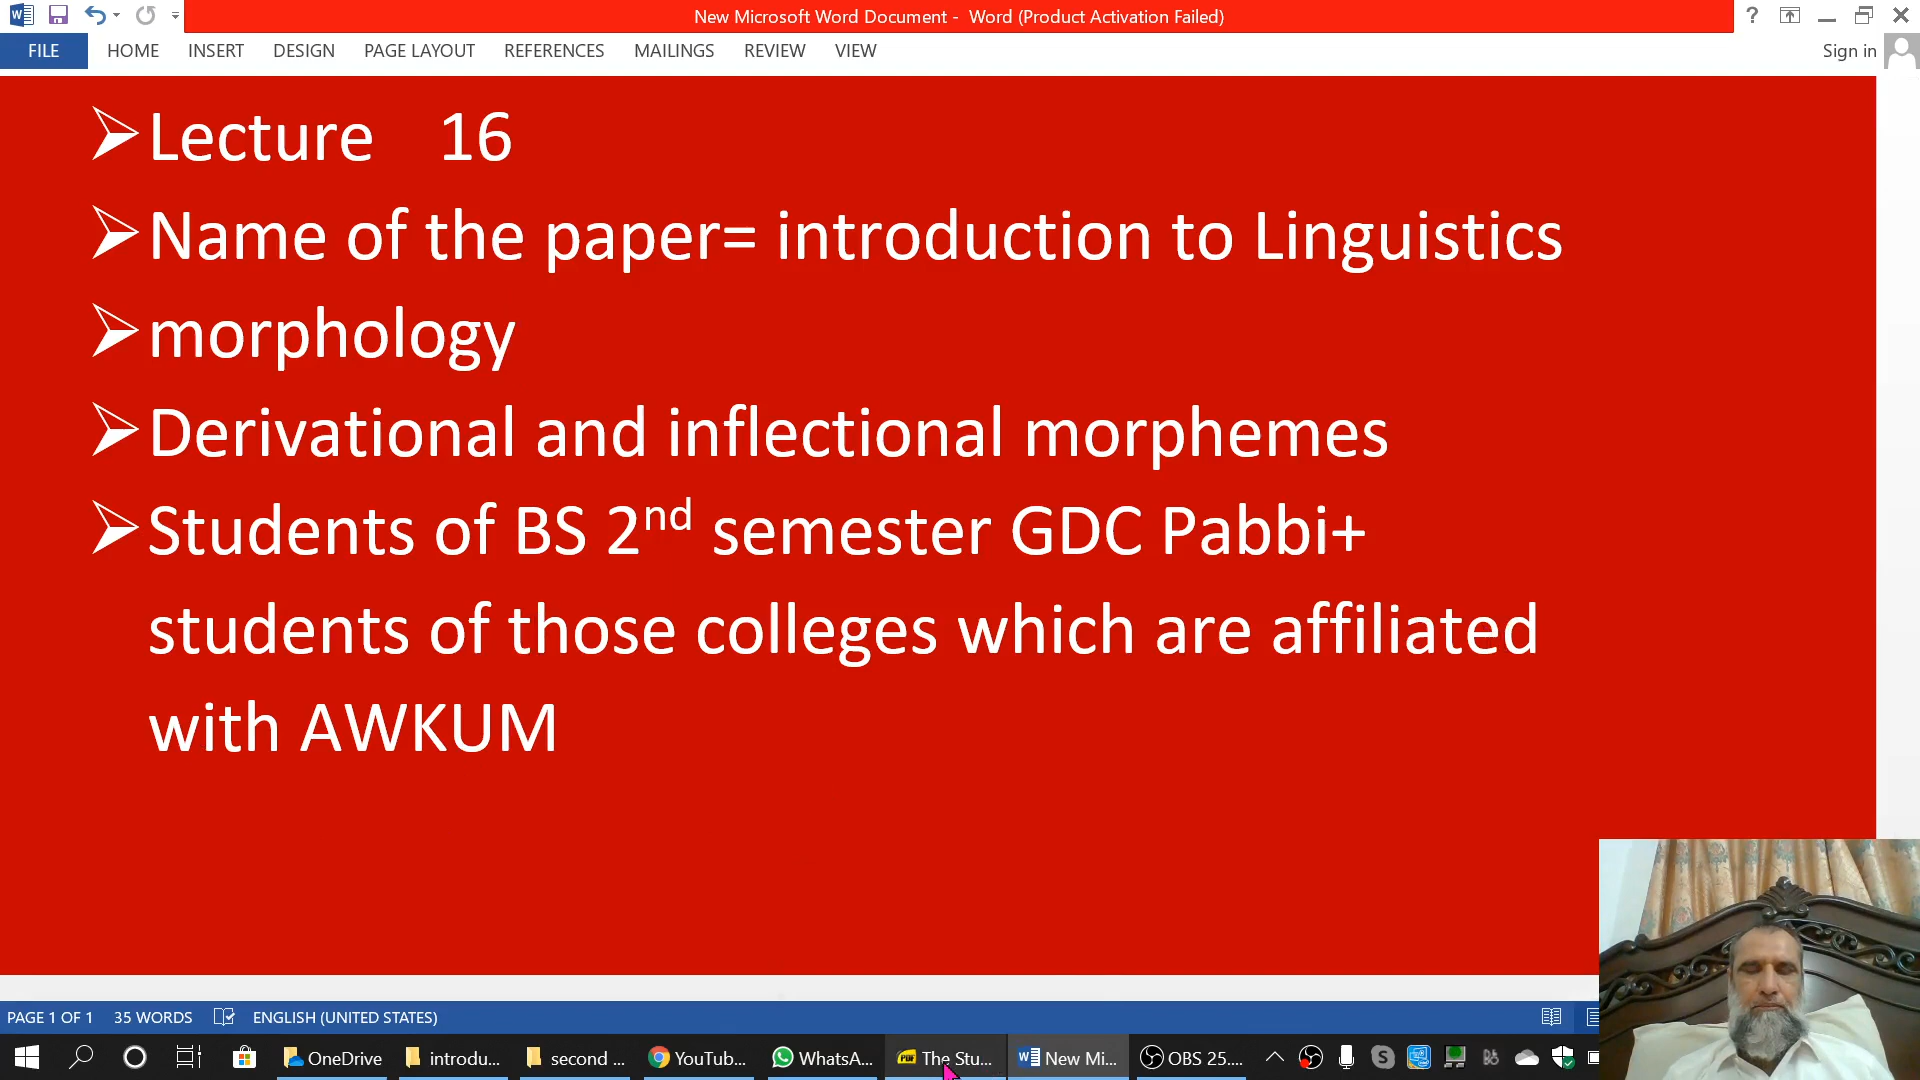 New Microsoft Word Document - Word (Product Activation Failed)
?
FILE HOME INSERT DESIGN PAGE LAYOUT REFERENCES MAILINGS REVIEW VIEW Sign in
Lecture 16
Name of the paper= introduction to Linguistics
morphology
Derivational and inflectional morphemes
Students of BS 2nd semester GDC Pabbi+
students of those colleges which are affiliated
with AWKUM
PAGE 1 OF 1 35 WORDS ENGLISH (UNITED STATES)
OneDrive introdu... second ... YouTub... WhatsA... PDF The Stu... New Mi... OBS 25....